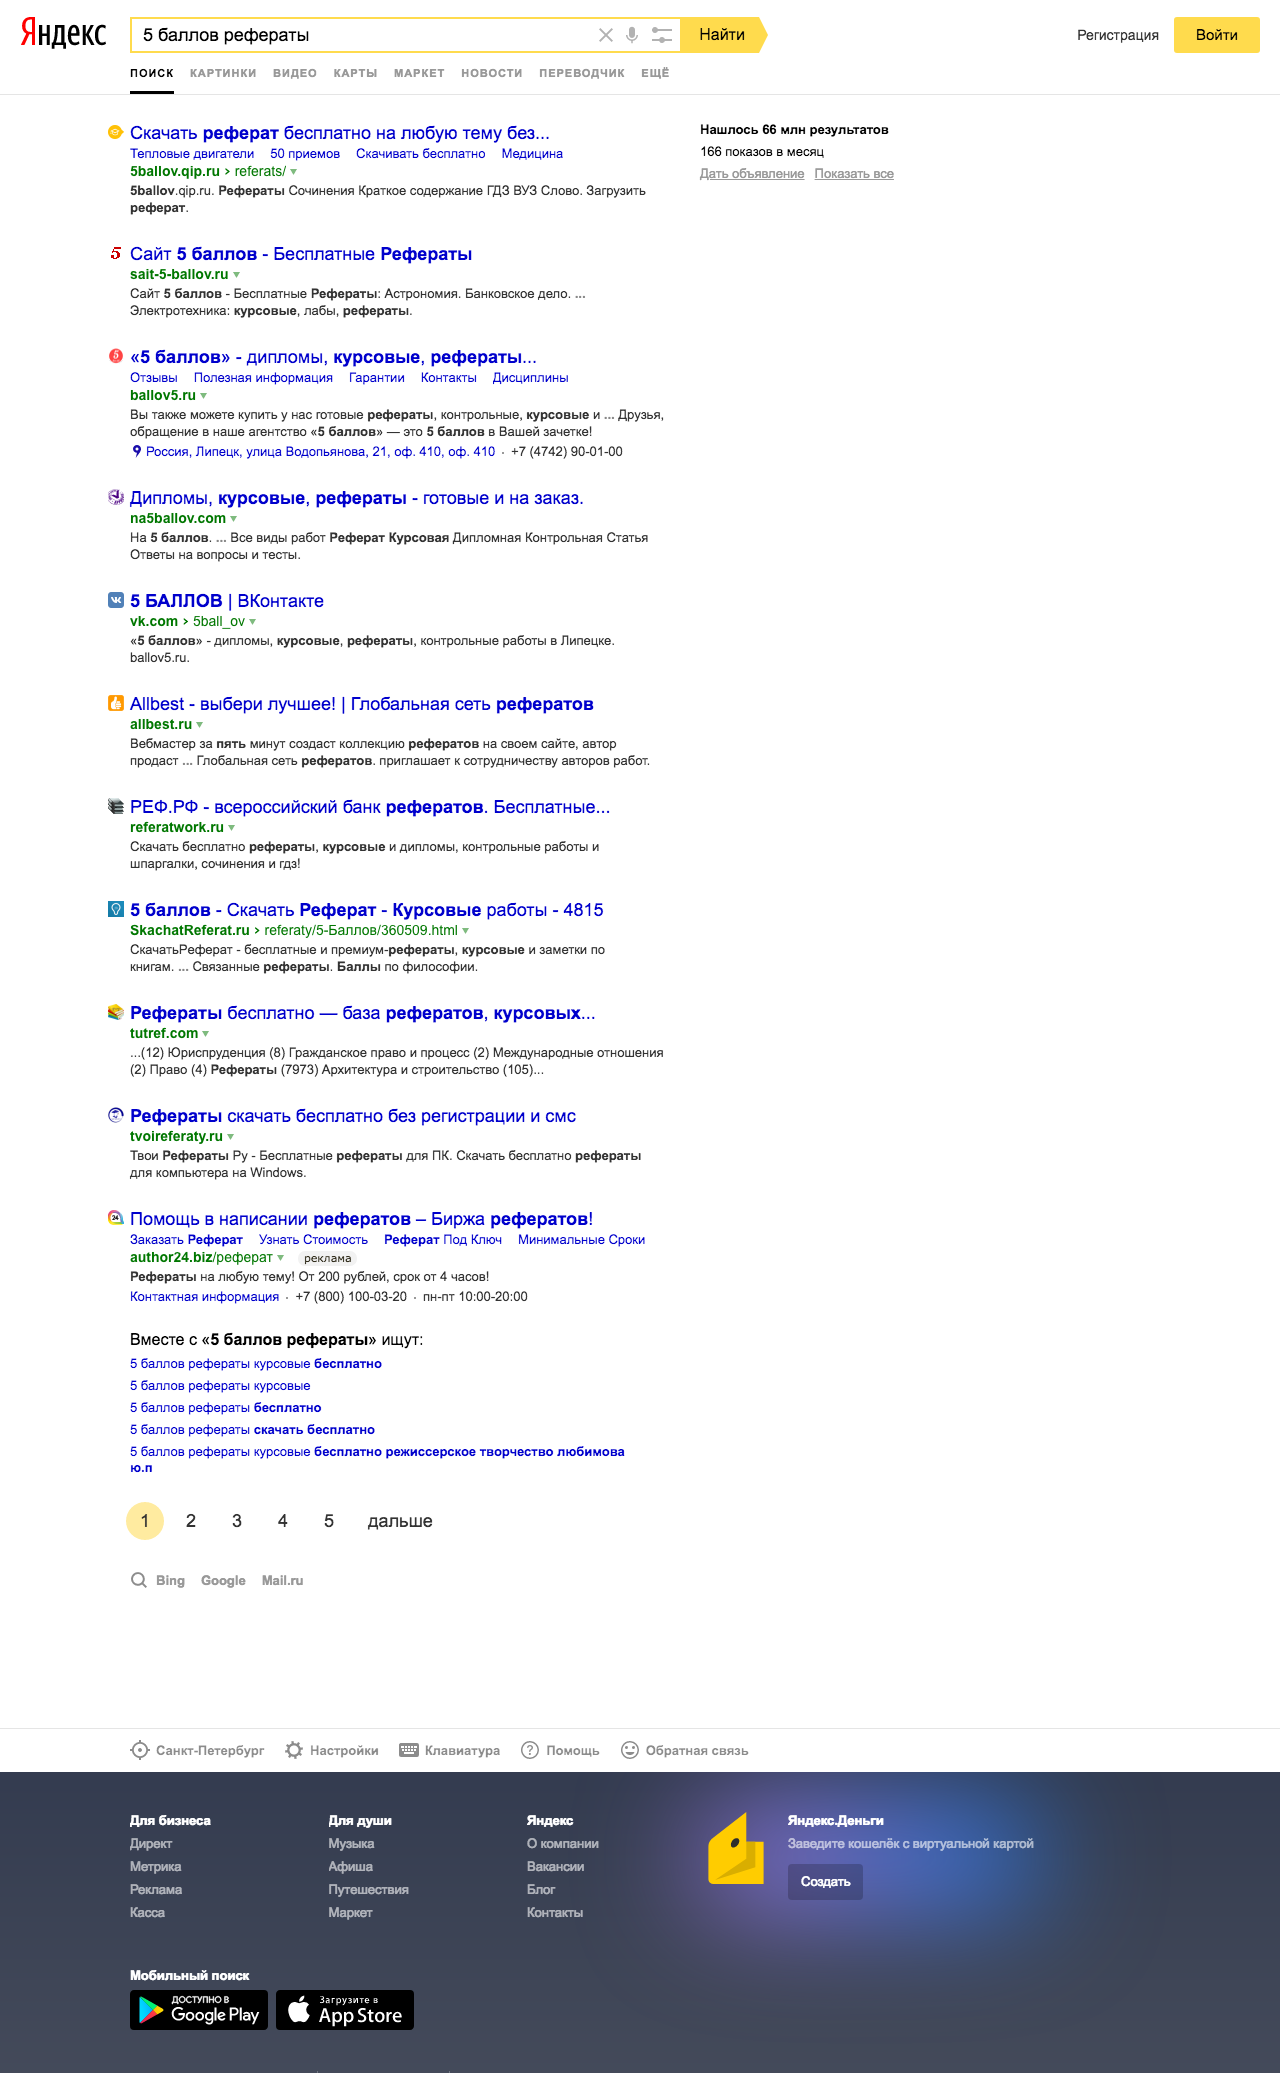 Яндекс
5 баллов рефераты
Найти
Регистрация
Войти
ПОИСК КАРТИНКИ ВИДЕО КАРТЫ МАРКЕТ НОВОСТИ ПЕРЕВОДЧИК ЕЩЁ
Скачать реферат бесплатно на любую тему без...
Тепловые двигатели 50 приемов Скачивать бесплатно Медицина
5ballov.qip.ru › referats/
5ballov.qip.ru. Рефераты Сочинения Краткое содержание ГДЗ ВУЗ Слово. Загрузить
реферат.
Нашлось 66 млн результатов
166 показов в месяц
Дать объявление Показать все
5 Сайт 5 баллов - Бесплатные Рефераты
sait-5-ballov.ru
Сайт 5 баллов - Бесплатные Рефераты: Астрономия. Банковское дело. ...
Электротехника: курсовые, лабы, рефераты.
5 «5 баллов» - дипломы, курсовые, рефераты...
Отзывы Полезная информация Гарантии Контакты Дисциплины
ballov5.ru
Вы также можете купить у нас готовые рефераты, контрольные, курсовые и ... Друзья,
обращение в наше агентство «5 баллов» — это 5 баллов в Вашей зачетке!
Россия, Липецк, улица Водопьянова, 21, оф. 410, оф. 410 · +7 (4742) 90-01-00
Дипломы, курсовые, рефераты - готовые и на заказ.
na5ballov.com
На 5 баллов. ... Все виды работ Реферат Курсовая Дипломная Контрольная Статья
Ответы на вопросы и тесты.
5 БАЛЛОВ | ВКонтакте
vk.com › 5ball_ov
«5 баллов» - дипломы, курсовые, рефераты, контрольные работы в Липецке.
ballov5.ru.
Allbest - выбери лучшее! | Глобальная сеть рефератов
allbest.ru
Вебмастер за пять минут создаст коллекцию рефератов на своем сайте, автор
продаст ... Глобальная сеть рефератов. приглашает к сотрудничеству авторов работ.
РЕФ.РФ - всероссийский банк рефератов. Бесплатные...
referatwork.ru
Скачать бесплатно рефераты, курсовые и дипломы, контрольные работы и
шпаргалки, сочинения и гдз!
5 баллов - Скачать Реферат - Курсовые работы - 4815
SkachatReferat.ru › referaty/5-Баллов/360509.html
СкачатьРеферат - бесплатные и премиум-рефераты, курсовые и заметки по
книгам. ... Связанные рефераты. Баллы по философии.
Рефераты бесплатно — база рефератов, курсовых...
tutref.com
...(12) Юриспруденция (8) Гражданское право и процесс (2) Международные отношения
(2) Право (4) Рефераты (7973) Архитектура и строительство (105)...
Рефераты скачать бесплатно без регистрации и смс
tvoireferaty.ru
Твои Рефераты Ру - Бесплатные рефераты для ПК. Скачать бесплатно рефераты
для компьютера на Windows.
24 Помощь в написании рефератов – Биржа рефератов!
Заказать Реферат Узнать Стоимость Реферат Под Ключ Минимальные Сроки
author24.biz/реферат реклама
Рефераты на любую тему! От 200 рублей, срок от 4 часов!
Контактная информация · +7 (800) 100-03-20 · пн-пт 10:00-20:00
Вместе с «5 баллов рефераты» ищут:
5 баллов рефераты курсовые бесплатно
5 баллов рефераты курсовые
5 баллов рефераты бесплатно
5 баллов рефераты скачать бесплатно
5 баллов рефераты курсовые бесплатно режиссерское творчество любимова
ю.п
1 2 3 4 5 дальше
Bing Google Mail.ru
Санкт-Петербург Настройки Клавиатура Помощь Обратная связь
Для бизнеса
Директ
Метрика
Реклама
Касса
Для души
Музыка
Афиша
Путешествия
Маркет
Яндекс
О компании
Вакансии
Блог
Контакты
Яндекс.Деньги
Заведите кошелёк с виртуальной картой
Создать
Мобильный поиск
ДОСТУПНО В
Google Play
Загрузите в
App Store